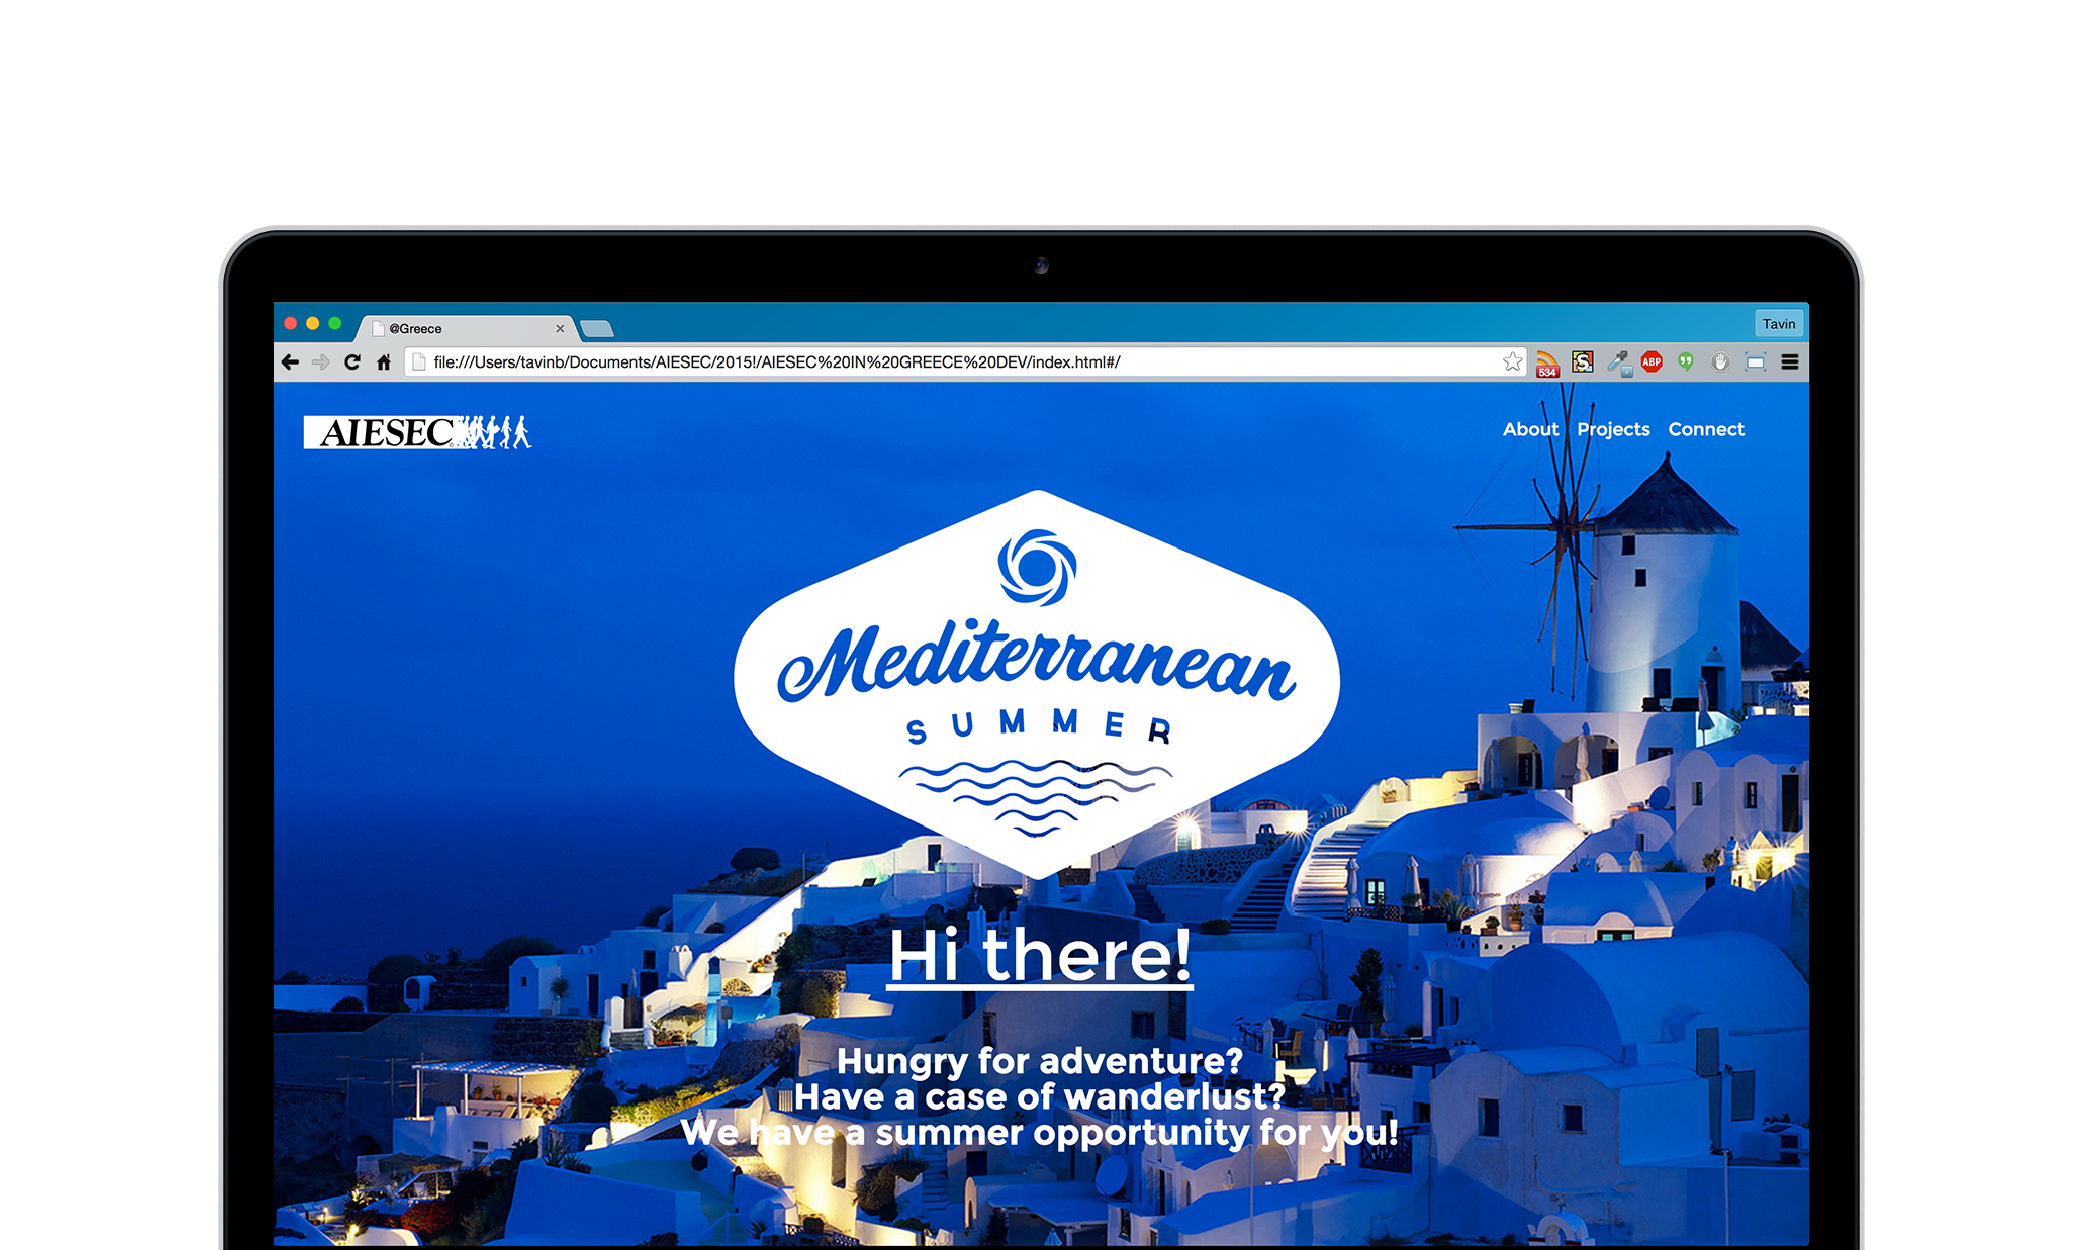 @Greece
Tavin
file:///Users/tavinb/Documents/AIESEC/2015!/AIESEC%20IN%20GREECE%20DEV/index.html#/
534
S
ABP
AIESEC
About Projects Connect
Mediterranean
SUMMER
Hi there!
Hungry for adventure?
Have a case of wanderlust?
We have a summer opportunity for you!